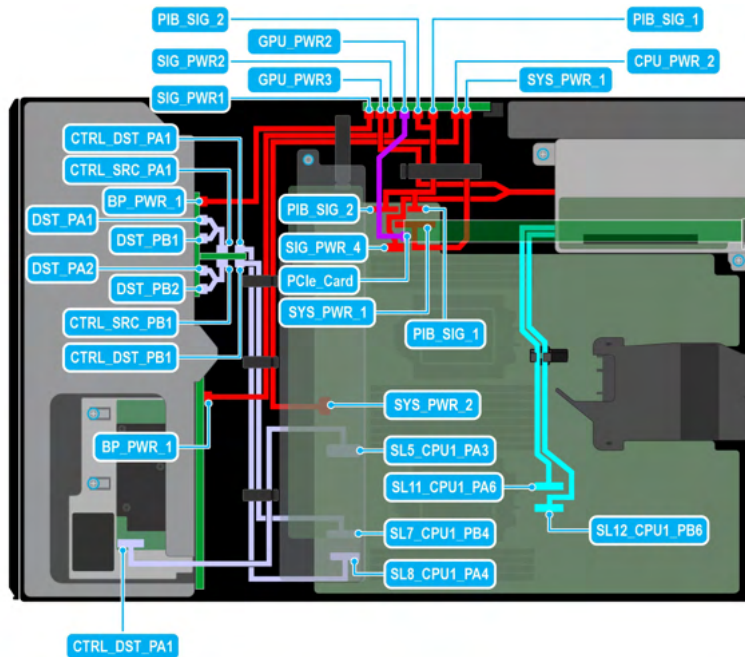 PIB_SIG_2
PIB_SIG_1
GPU_PWR2
SIG_PWR2
CPU_PWR_2
GPU_PWR3
SYS_PWR_1
SIG_PWR1
CTRL_DST_PA1
CTRL_SRC_PA1
BP_PWR_1
DST_PA1
PIB_SIG_2
DST_PB1
SIG_PWR_4
DST_PA2
PCIe_Card
DST_PB2
SYS_PWR_1
CTRL_SRC_PB1
PIB_SIG_1
CTRL_DST_PB1
SYS_PWR_2
BP_PWR_1
SL5_CPU1_PA3
SL11_CPU1_PA6
SL7_CPU1_PB4
SL12_CPU1_PB6
SL8_CPU1_PA4
CTRL_DST_PA1